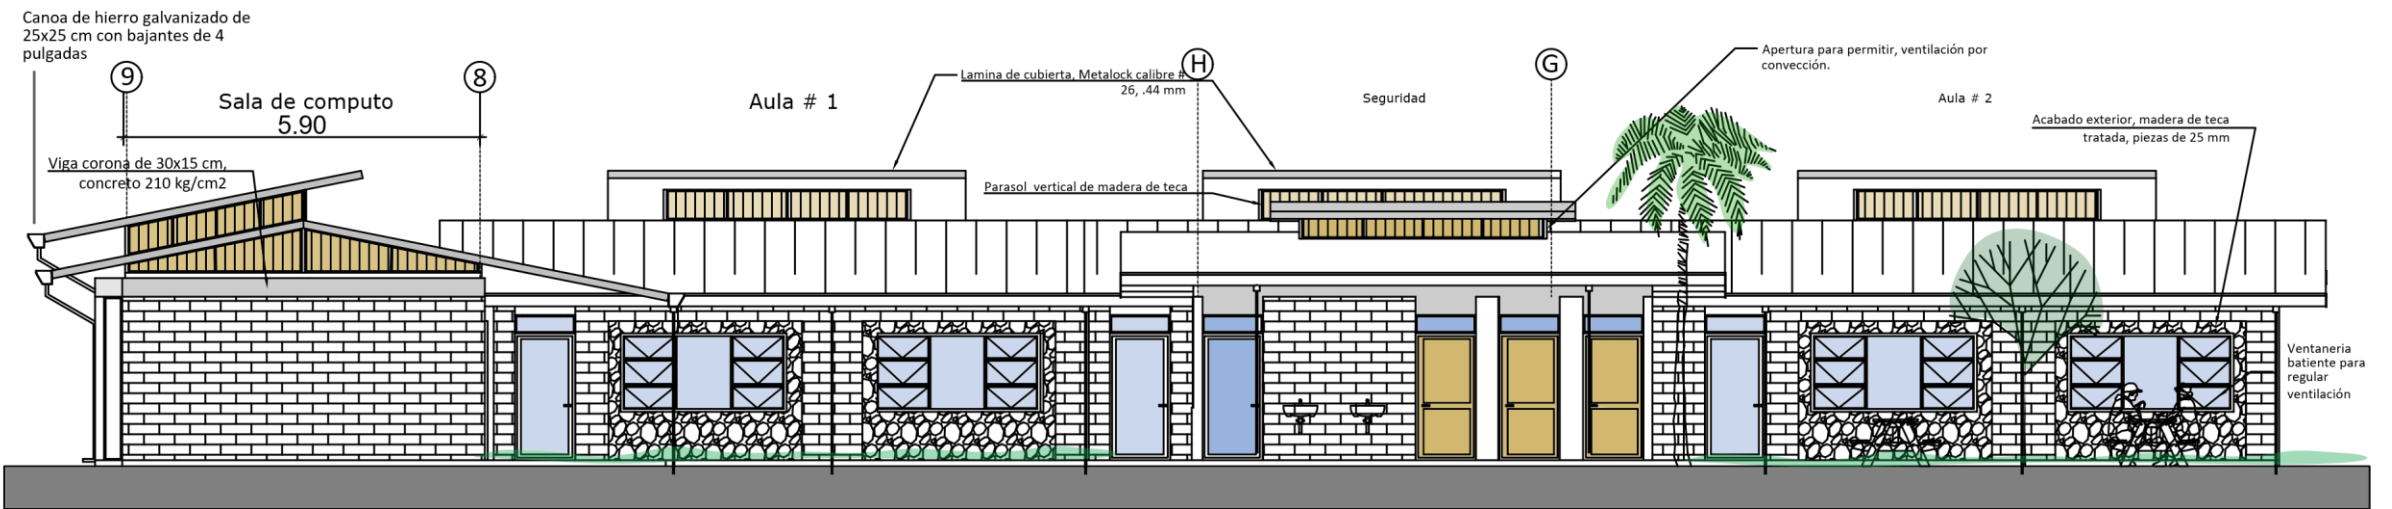 Canoa de hierro galvanizado de
25x25 cm con bajantes de 4
pulgadas
9
8
Sala de computo
5.90
Viga corona de 30x15 cm,
concreto 210 kg/cm2
Aula # 1
Lamina de cubierta, Metalock calibre #
26, .44 mm
H
Parasol vertical de madera de teca
Seguridad
G
Apertura para permitir, ventilación por
convección.
Aula # 2
Acabado exterior, madera de teca
tratada, piezas de 25 mm
Ventaneria
batiente para
regular
ventilación